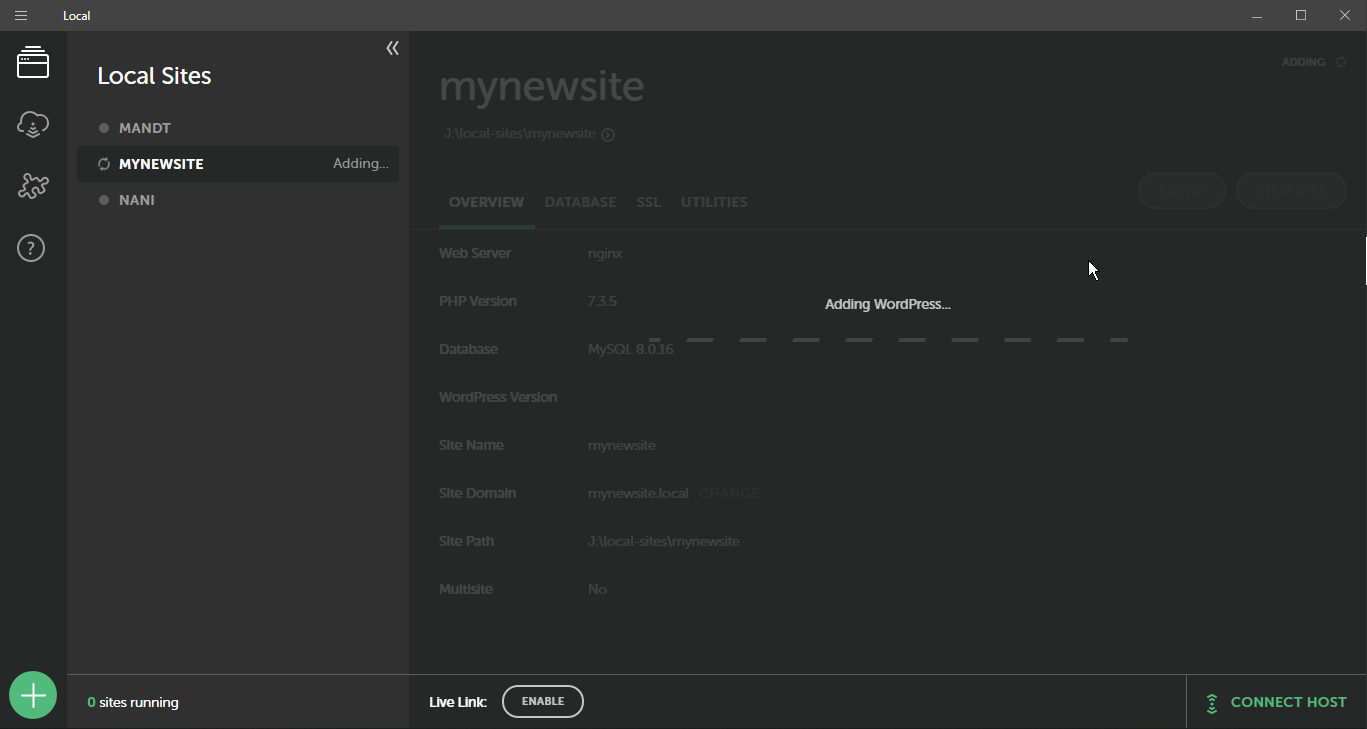 Local
Local Sites
MANDT
MYNEWSITE Adding...
NANI
0 sites running
ADDING
mynewsite
J:\local-sites\mynewsite
ADMIN VIEW SITE
OVERVIEW DATABASE SSL UTILITIES
Web Server nginx
PHP Version 7.3.5
Adding WordPress...
Database MySQL 8.0.16
WordPress Version
Site Name mynewsite
Site Domain mynewsite.local CHANGE
Site Path J:\local-sites\mynewsite
Multisite No
Live Link: ENABLE
CONNECT HOST